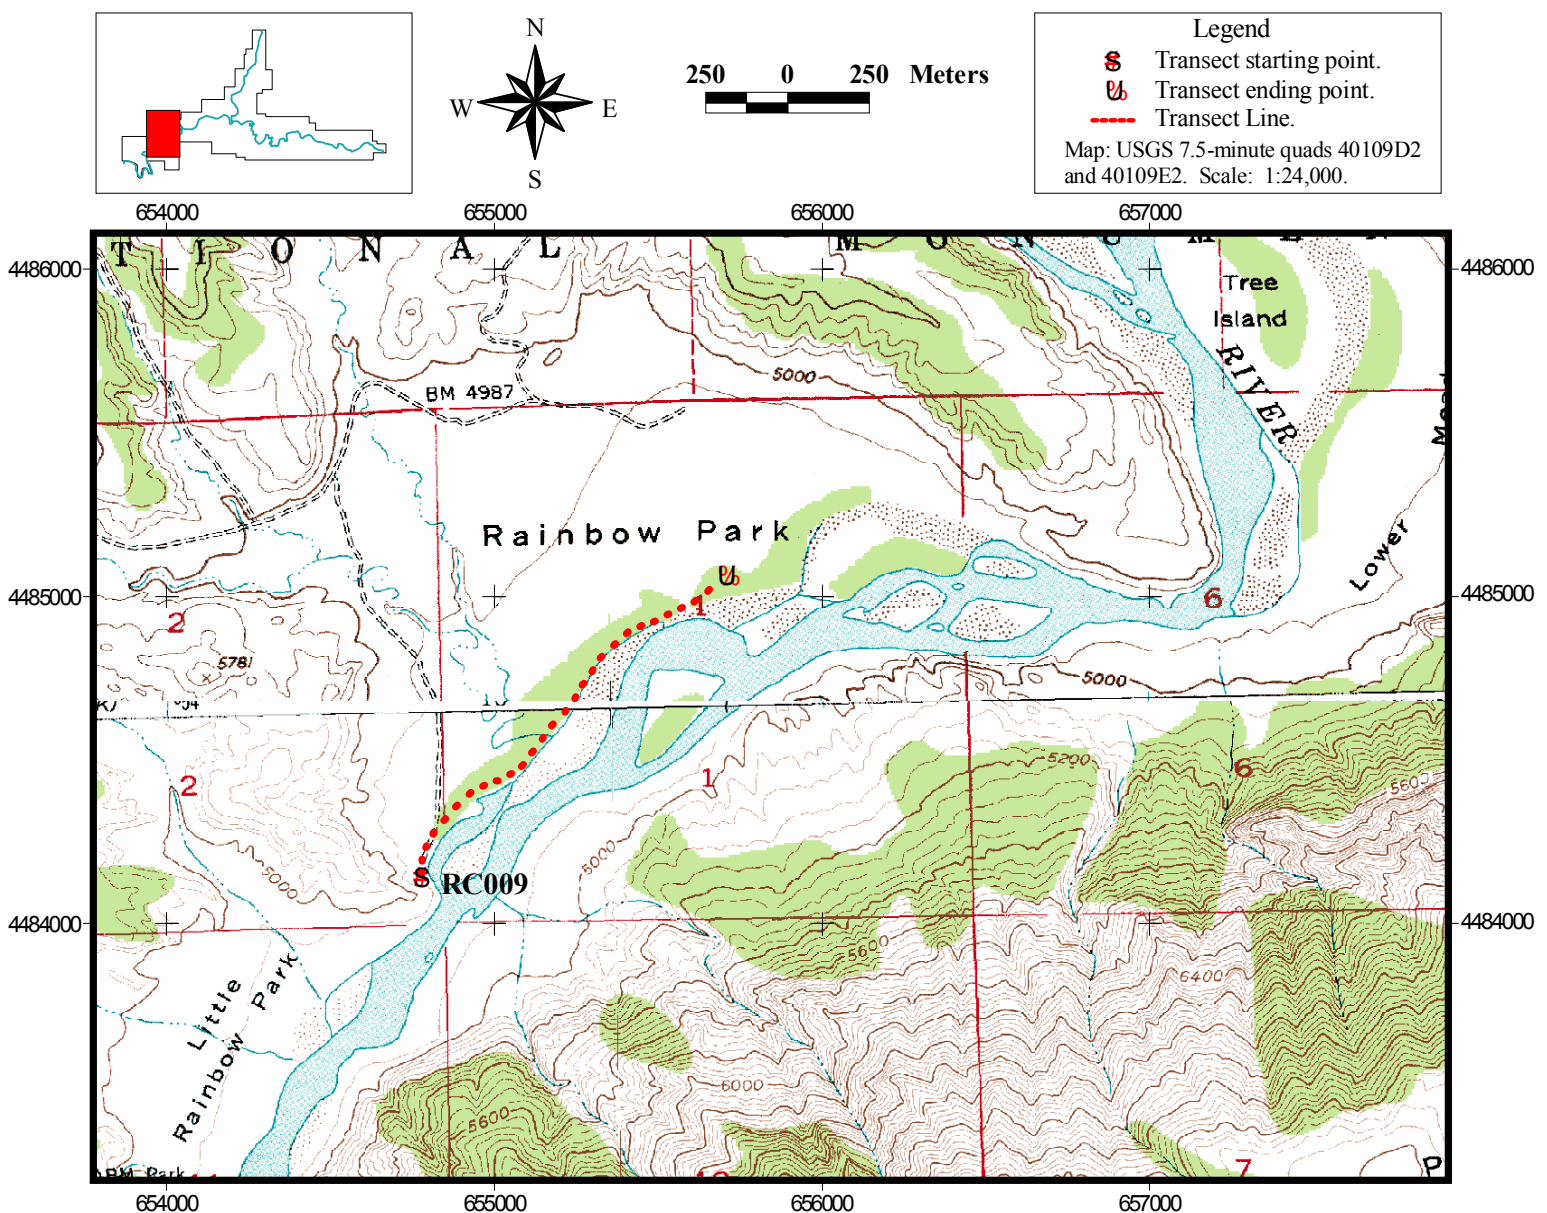 N
W
E
S
250 0 250 Meters
Legend
S Transect starting point.
U % Transect ending point.
Transect Line.
Map: USGS 7.5-minute quads 40109D2
and 40109E2. Scale: 1:24,000.
654000 655000 656000 657000
T I O N A L M O N U M E N
4486000 4486000
Tree
Island
RIVER
5000
BM 4987
Rainbow Park
Lower
U %
4485000 4485000
2
1
6
5781
5000
2
1
6
5200
5600
5000
5000
S RC009
4484000 4484000
5600
6400
Little
Rainbow Park
6000
5600
7
BM Park
P
654000 655000 656000 657000